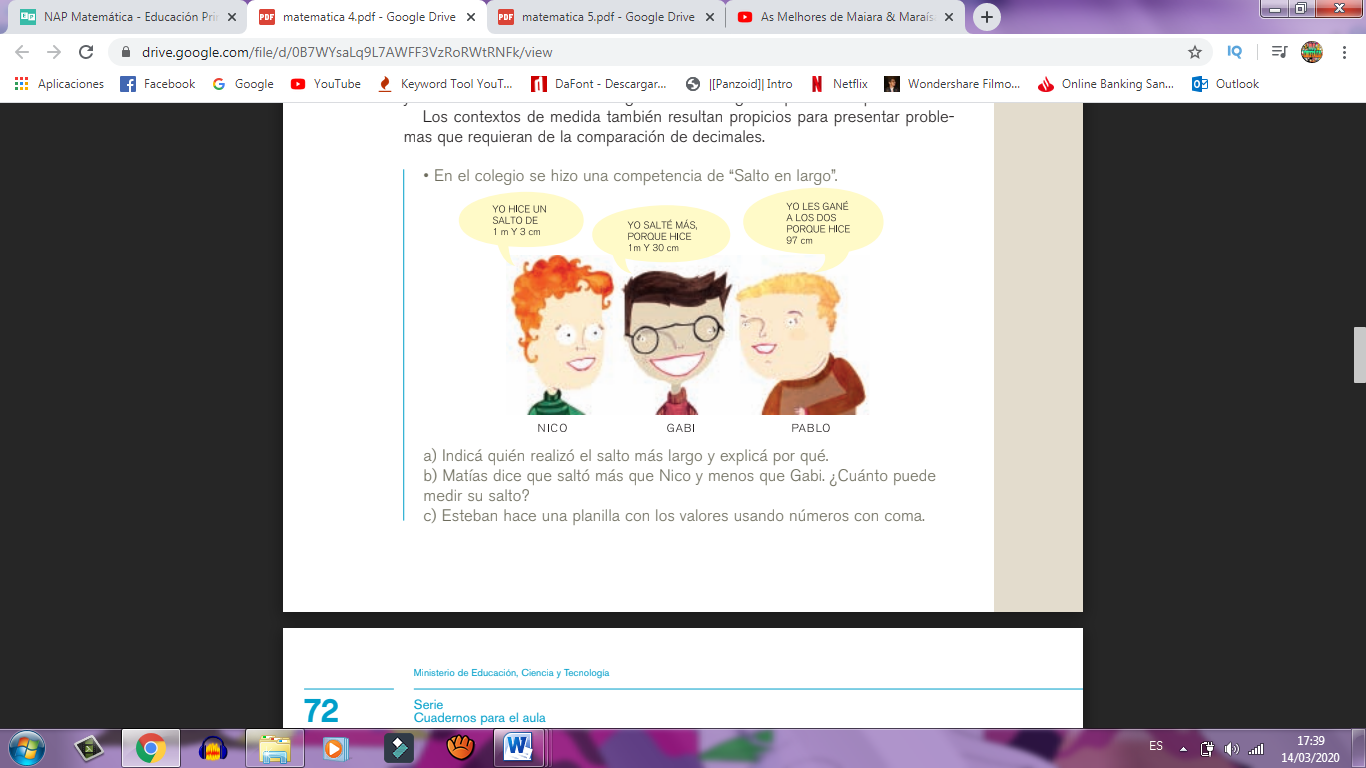 NAP Matemática - Educación Pri
matematica 4.pdf - Google Drive
matematica 5.pdf - Google Drive
As Melhores de Maiara & Marais
drive.google.com/file/d/0B7WYsaLq9L7AWFF3VzRoRWtRNFk/view
Aplicaciones
Facebook
Google
YouTube
Keyword Tool YouT...
DaFont - Descargar...
|[Panzoid]| Intro
Netflix
Wondershare Filmo...
Online Banking San...
Outlook
Los contextos de medida también resultan propicios para presentar proble-
mas que requieran de la comparación de decimales.
• En el colegio se hizo una competencia de “Salto en largo”.
YO HICE UN
SALTO DE
1 m Y 3 cm
YO SALTÉ MÁS,
PORQUE HICE
1m Y 30 cm
YO LES GANÉ
A LOS DOS
PORQUE HICE
97 cm
NICO
GABI
PABLO
a) Indicá quién realizó el salto más largo y explicá por qué.
b) Matías dice que saltó más que Nico y menos que Gabi. ¿Cuánto puede
medir su salto?
c) Esteban hace una planilla con los valores usando números con coma.
Ministerio de Educación, Ciencia y Tecnología
72
Serie
Cuadernos para el aula
ES
17:39
14/03/2020